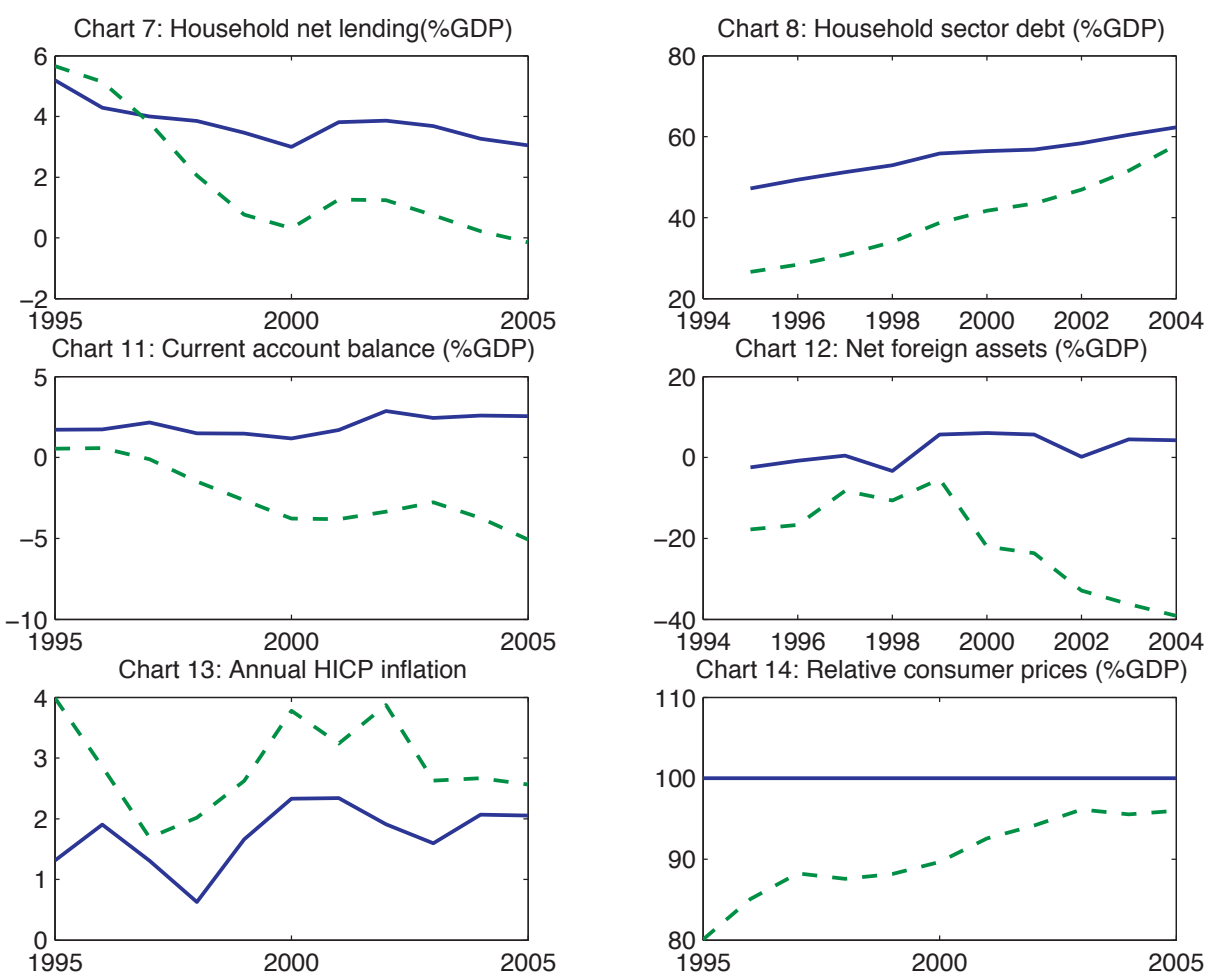 Chart 7: Household net lending(%GDP)
6
4
2
0
−2
1995 2000 2005
Chart 8: Household sector debt (%GDP)
80
60
40
20
1994 1996 1998 2000 2002 2004
Chart 11: Current account balance (%GDP)
5
0
−5
−10
1995 2000 2005
Chart 12: Net foreign assets (%GDP)
20
0
−20
−40
1994 1996 1998 2000 2002 2004
Chart 13: Annual HICP inflation
4
3
2
1
0
1995 2000 2005
Chart 14: Relative consumer prices (%GDP)
110
100
90
80
1995 2000 2005